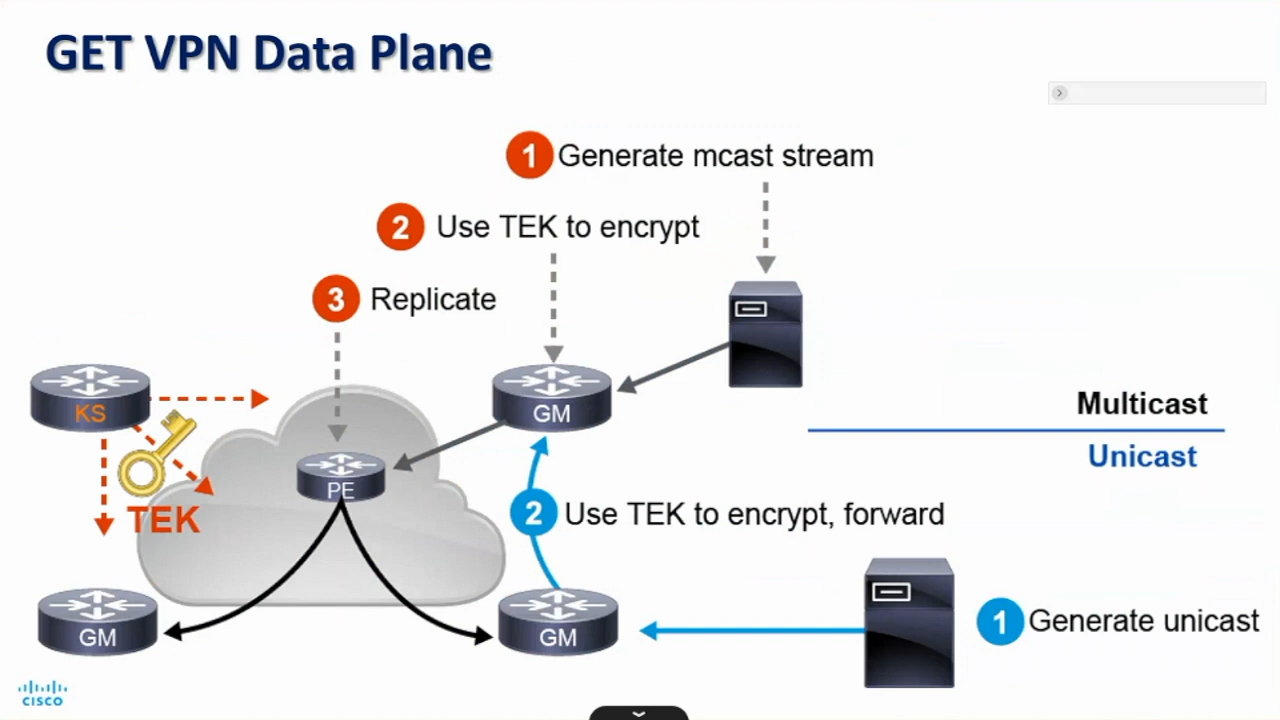 GET VPN Data Plane
1 Generate mcast stream
2 Use TEK to encrypt
3 Replicate
KS
GM
Multicast
Unicast
PE
TEK
2 Use TEK to encrypt, forward
GM
GM
1 Generate unicast
CISCO